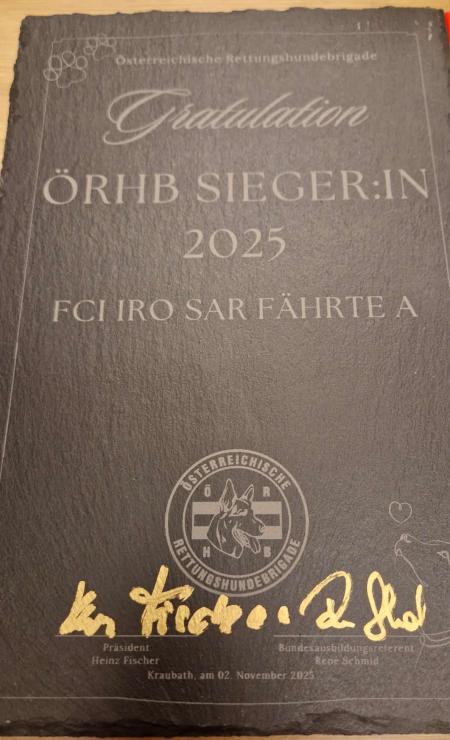 Österreichische Rettungshundebrigade
Gratulation
ÖRHB SIEGER:IN
2025
FCI IRO SAR FÄHRTE A
ÖSTERREICHISCHE
Ö R
H B
RETTUNGSHUNDEBRIGADE
Präsident
Heinz Fischer
Bundesausbildungsreferent
René Schmid
Kraubath, am 02. November 2025